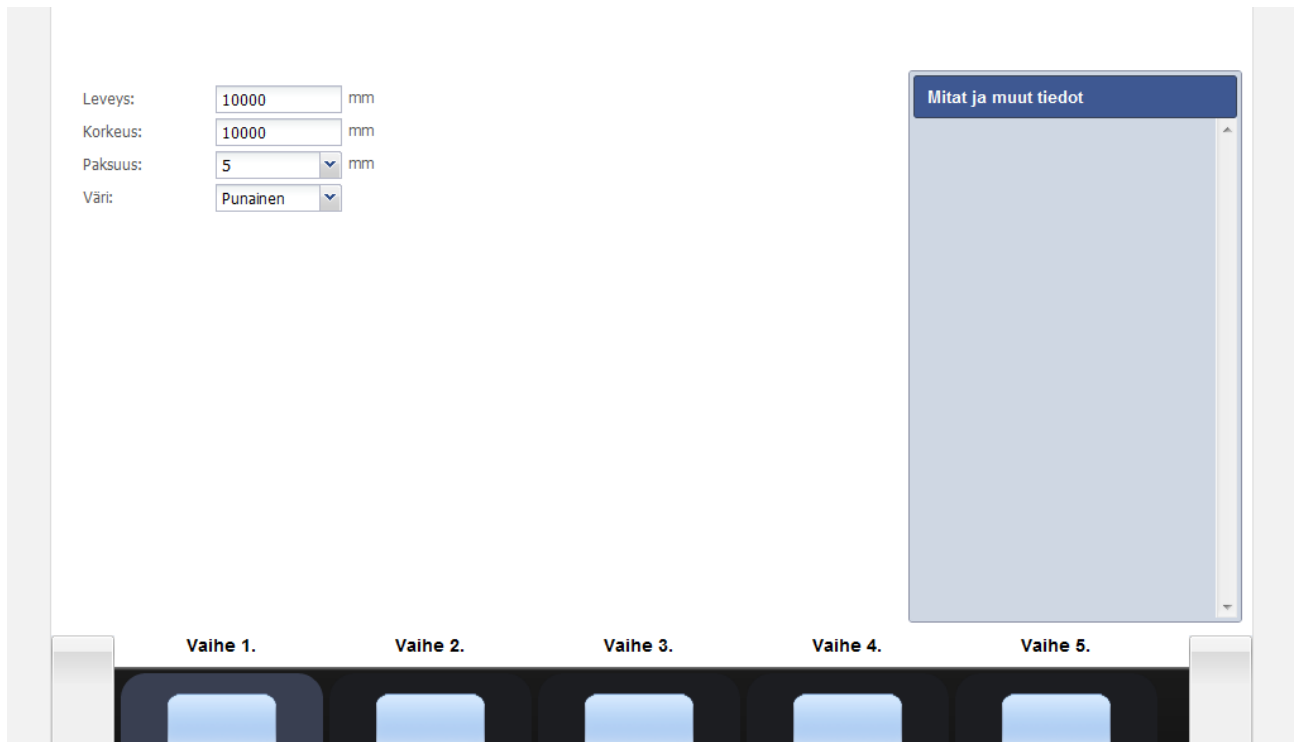 Leveys: 10000 mm
Korkeus: 10000 mm
Paksuus: 5 mm
Väri: Punainen
Mitat ja muut tiedot
Vaihe 1. Vaihe 2. Vaihe 3. Vaihe 4. Vaihe 5.